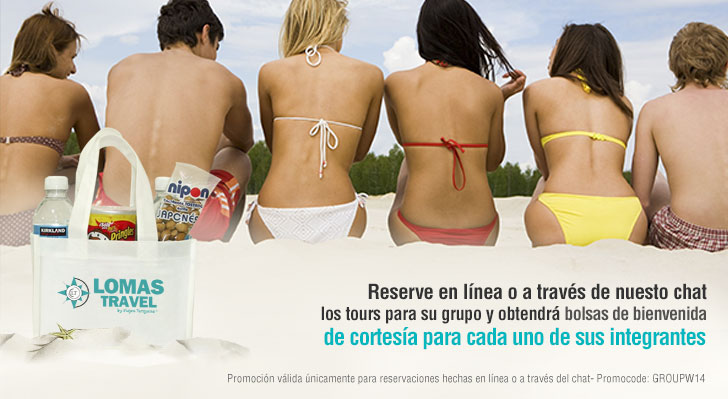 KIRKLAND
Pringles
nipon
JAPONÉS
LOMAS
TRAVEL
Reserve en línea o a través de nuesto chat
los tours para su grupo y obtendrá bolsas de bienvenida
de cortesía para cada uno de sus integrantes
Promoción válida únicamente para reservaciones hechas en línea o a través del chat- Promocode: GROUPW14